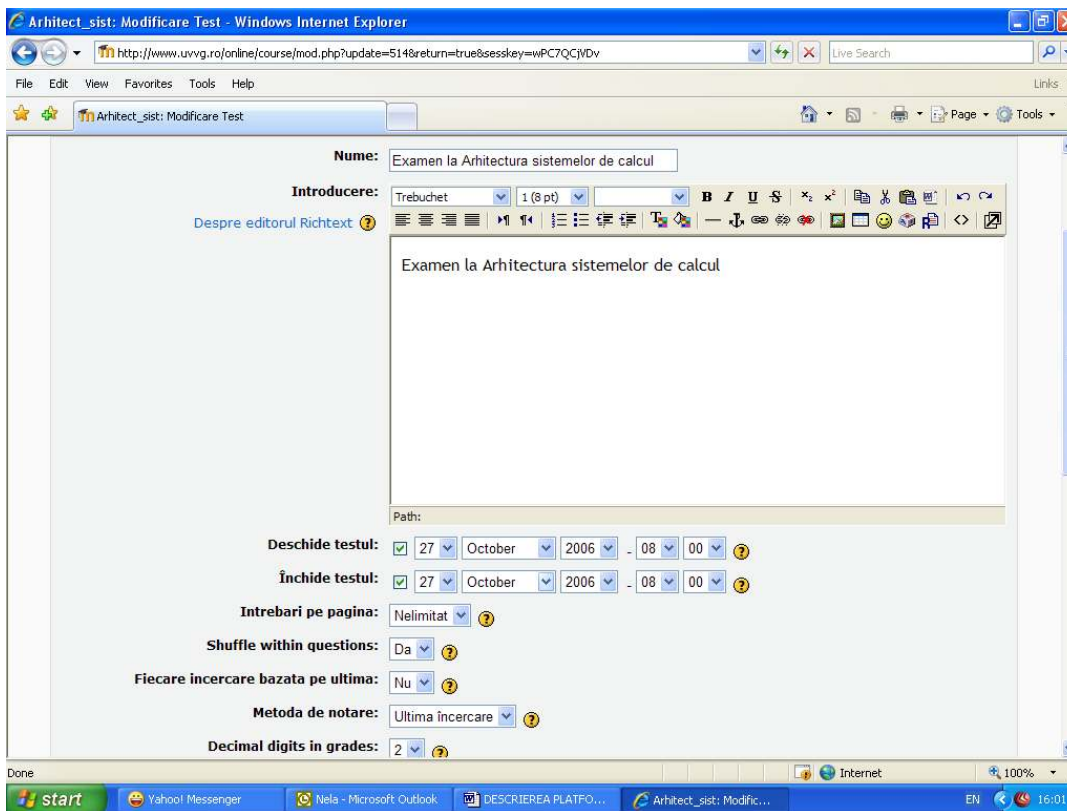 Arhitect_sist: Modificare Test - Windows Internet Explorer
http://www.uvvg.ro/online/course/mod.php?update=514&return=true&sesskey=wPC7QCjVDv
Live Search
File Edit View Favorites Tools Help
Links
Arhitect_sist: Modificare Test
Page
Tools
Nume: Examen la Arhitectura sistemelor de calcul
Introducere: Trebuchet 1 (8 pt) B I U S
Despre editorul Richtext
Examen la Arhitectura sistemelor de calcul
Path:
Deschide testul: 27 October 2006 - 08 00
Închide testul: 27 October 2006 - 08 00
Intrebari pe pagina: Nelimitat
Shuffle within questions: Da
Fiecare incercare bazata pe ultima: Nu
Metoda de notare: Ultima încercare
Decimal digits in grades: 2
Done
Internet
100%
start
Yahoo! Messenger
Nela - Microsoft Outlook
DESCRIEREA PLATFO...
Arhitect_sist: Modific...
EN
16:01